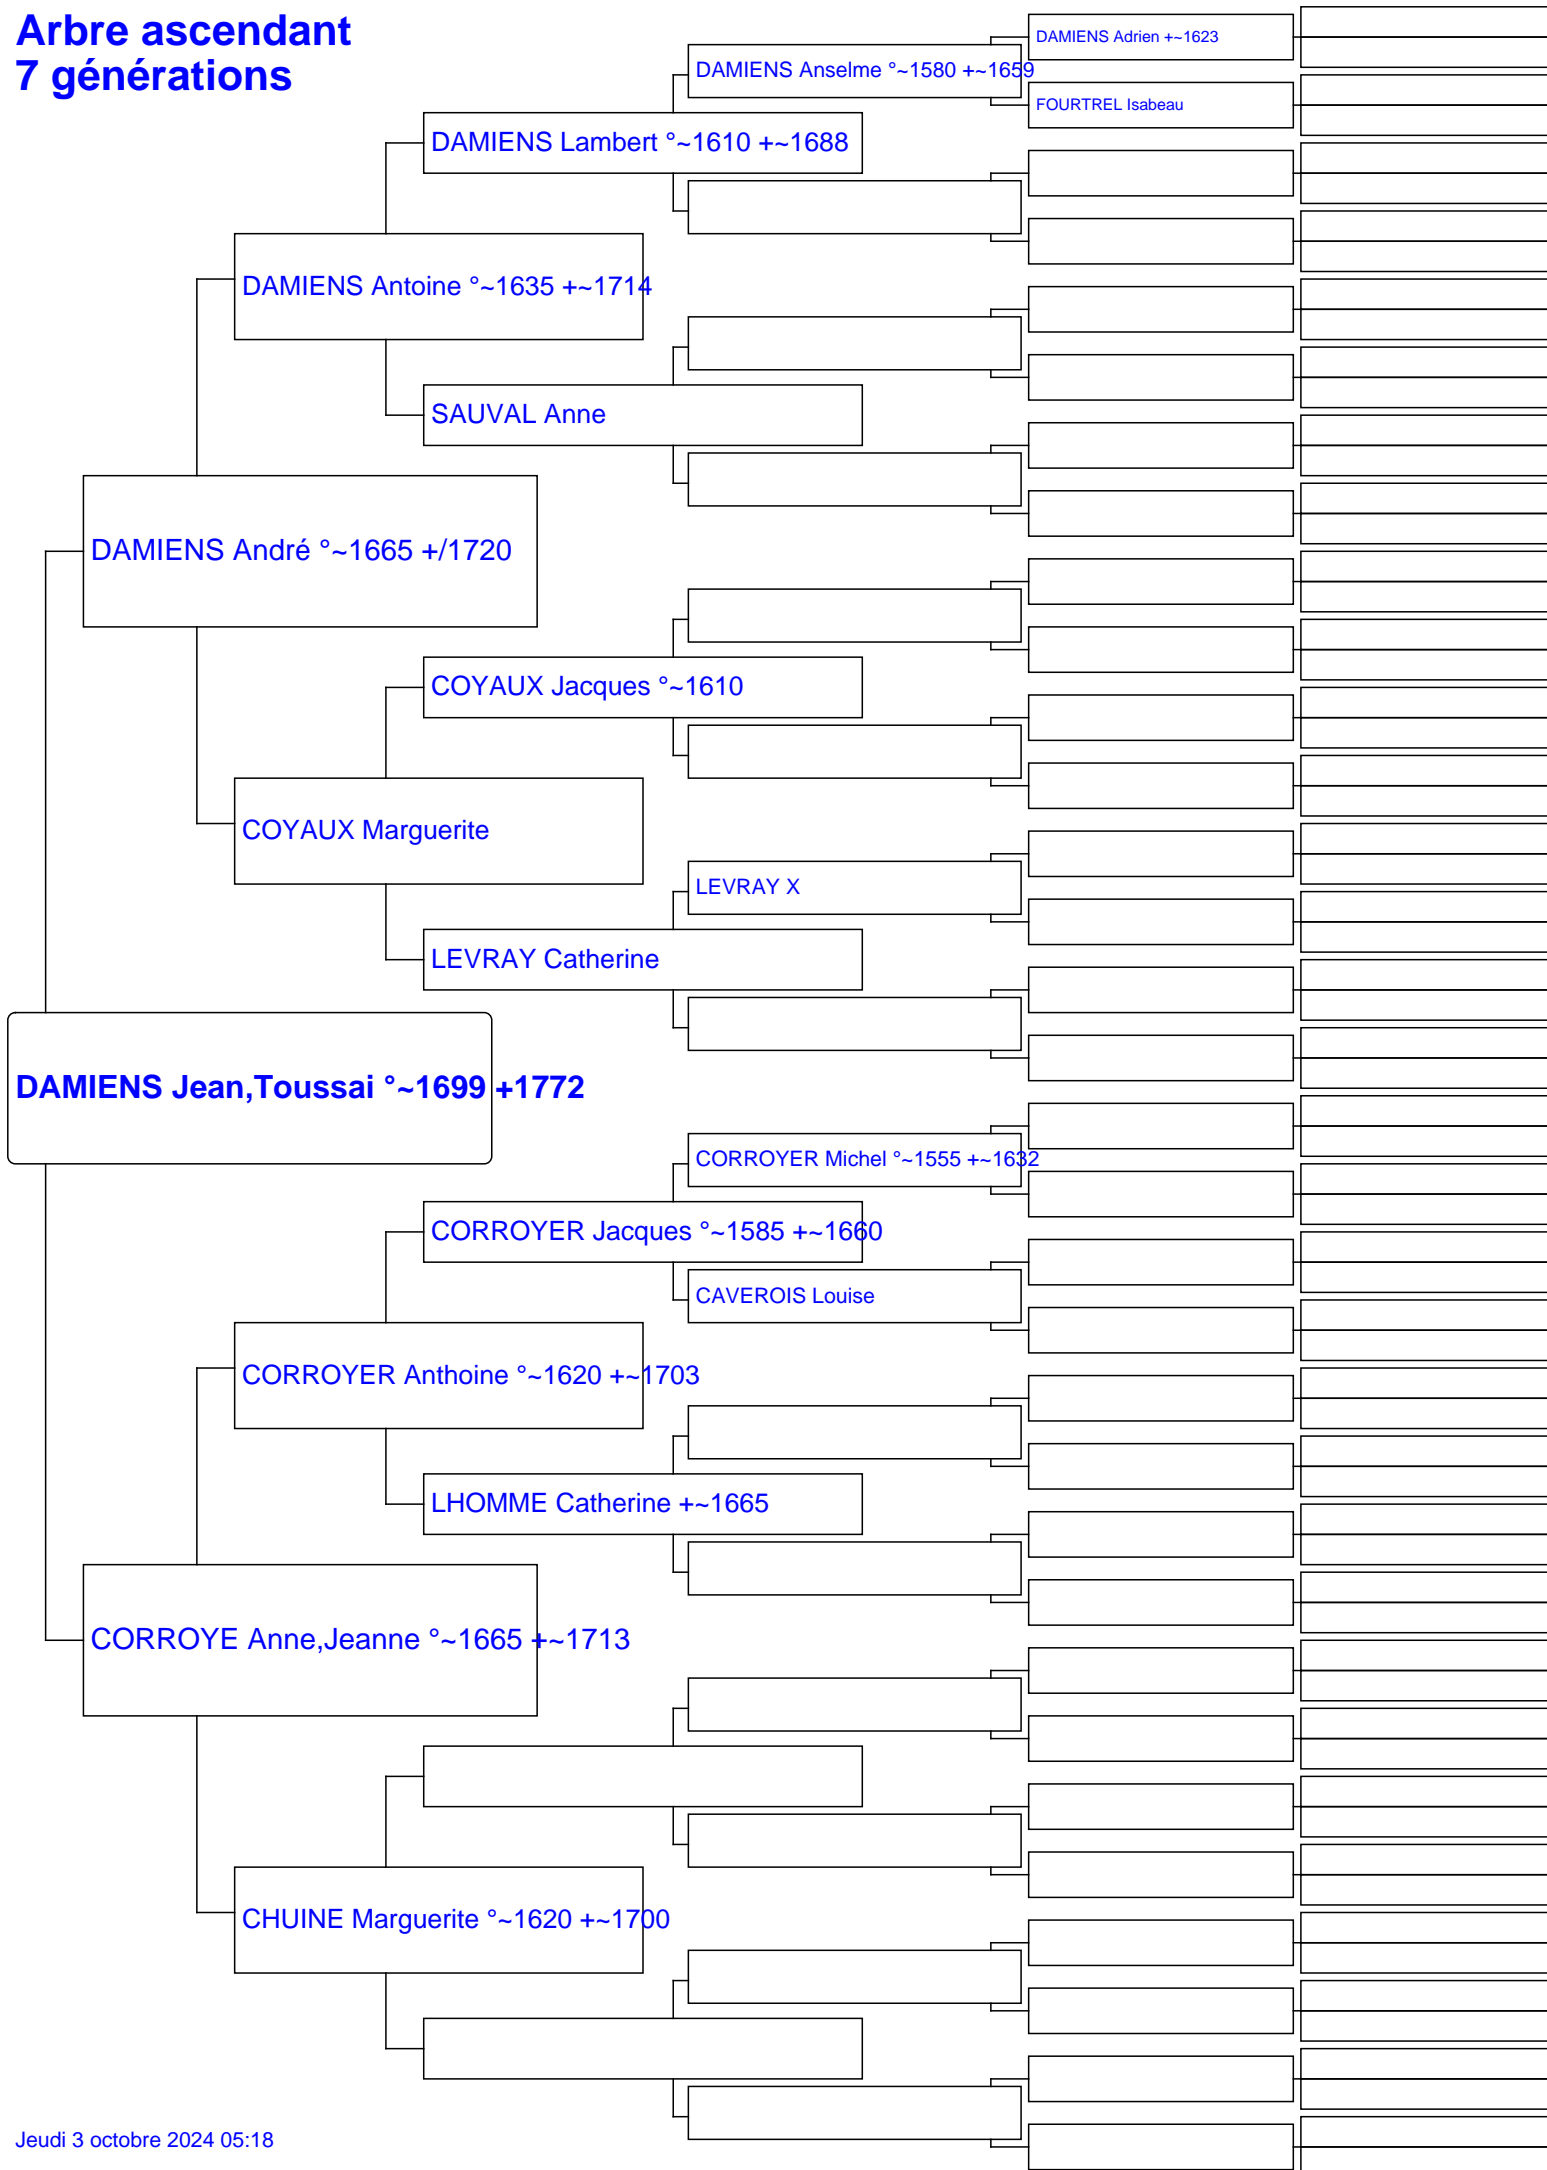 Arbre ascendant
7 générations
DAMIENS Adrien +~1623
DAMIENS Anselme °~1580 +~1659
FOURTREL Isabeau
DAMIENS Lambert °~1610 +~1688
DAMIENS Antoine °~1635 +~1714
SAUVAL Anne
DAMIENS André °~1665 +/1720
COYAUX Jacques °~1610
COYAUX Marguerite
LEVRAY X
LEVRAY Catherine
DAMIENS Jean,Toussai °~1699 +1772
CORROYER Michel °~1555 +~1632
CORROYER Jacques °~1585 +~1660
CAVEROIS Louise
CORROYER Anthoine °~1620 +~1703
LHOMME Catherine +~1665
CORROYE Anne,Jeanne °~1665 +~1713
CHUINE Marguerite °~1620 +~1700
Jeudi 3 octobre 2024 05:18